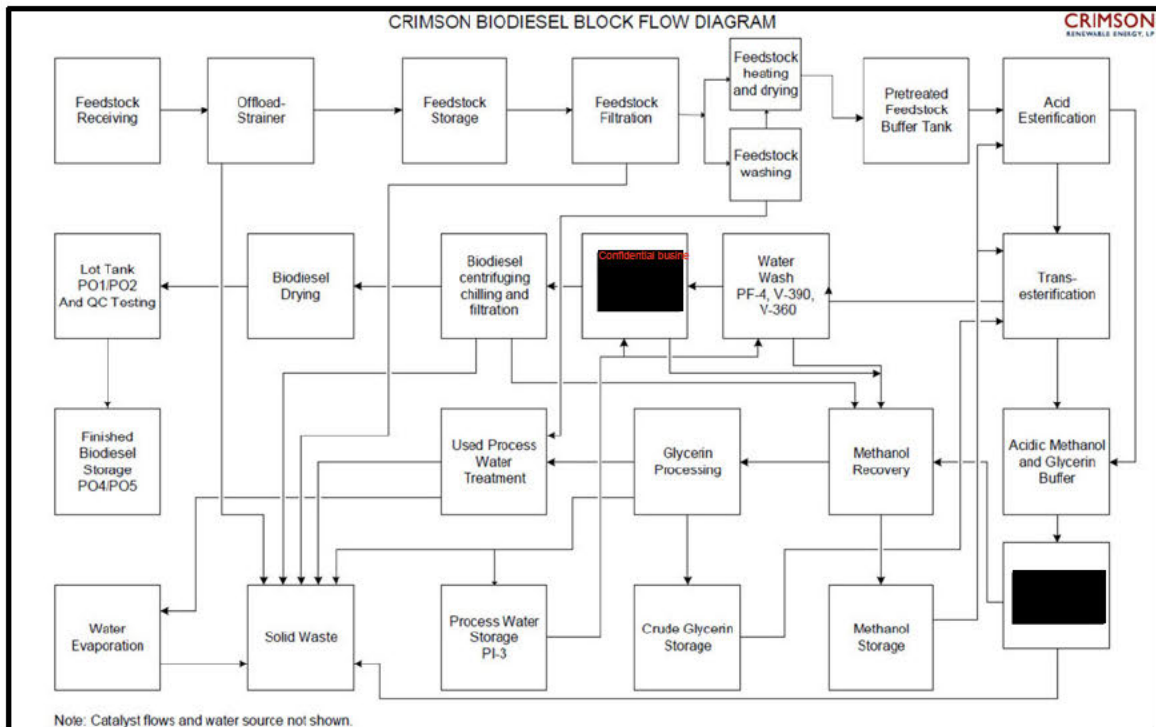 CRIMSON BIODIESEL BLOCK FLOW DIAGRAM
CRIMSON
RENEWABLE ENERGY, LP
Feedstock
Receiving
Offload-
Strainer
Feedstock
Storage
Feedstock
Filtration
Feedstock
heating
and drying
Feedstock
washing
Pretreated
Feedstock
Buffer Tank
Acid
Esterification
Lot Tank
PO1/PO2
And QC Testing
Biodiesel
Drying
Biodiesel
centrifuging
chilling and
filtration
Confidential busine
Water
Wash
PF-4, V-390,
V-360
Trans-
esterification
Finished
Biodiesel
Storage
PO4/PO5
Used Process
Water
Treatment
Glycerin
Processing
Methanol
Recovery
Acidic Methanol
and Glycerin
Buffer
Water
Evaporation
Solid Waste
Process Water
Storage
PI-3
Crude Glycerin
Storage
Methanol
Storage
Note: Catalyst flows and water source not shown.